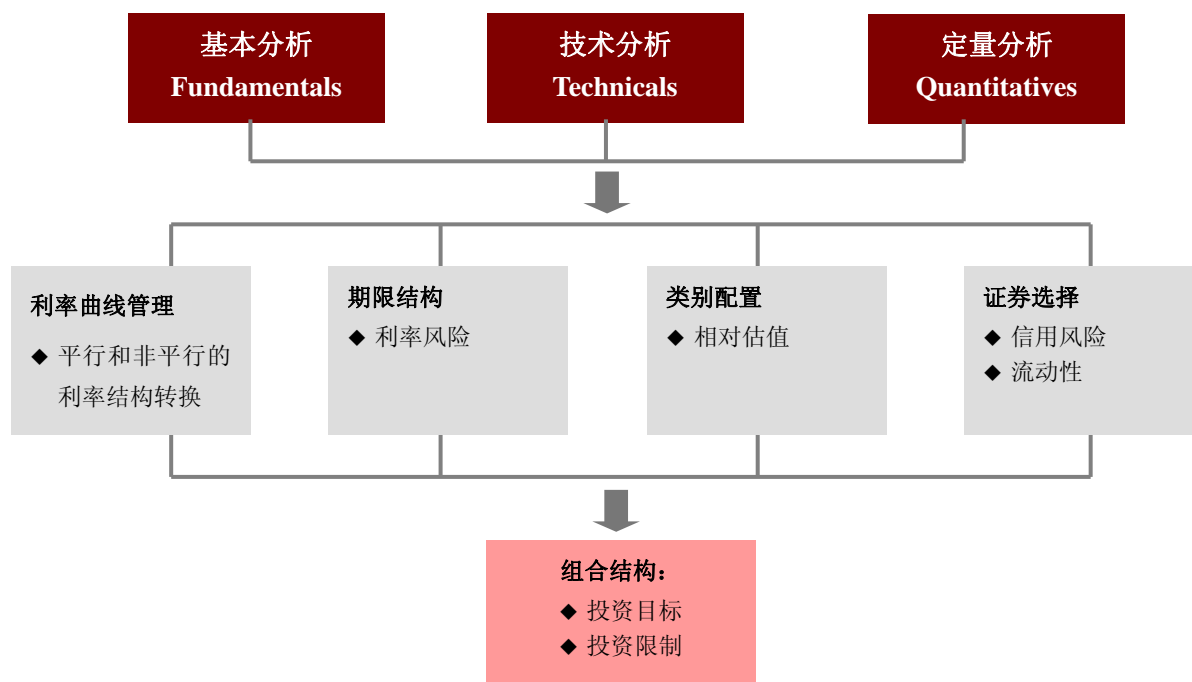 基本分析
Fundamentals
技术分析
Technicals
定量分析
Quantitatives
利率曲线管理
◆ 平行和非平行的
利率结构转换
期限结构
◆ 利率风险
类别配置
◆ 相对估值
证券选择
◆ 信用风险
◆ 流动性
组合结构：
◆ 投资目标
◆ 投资限制